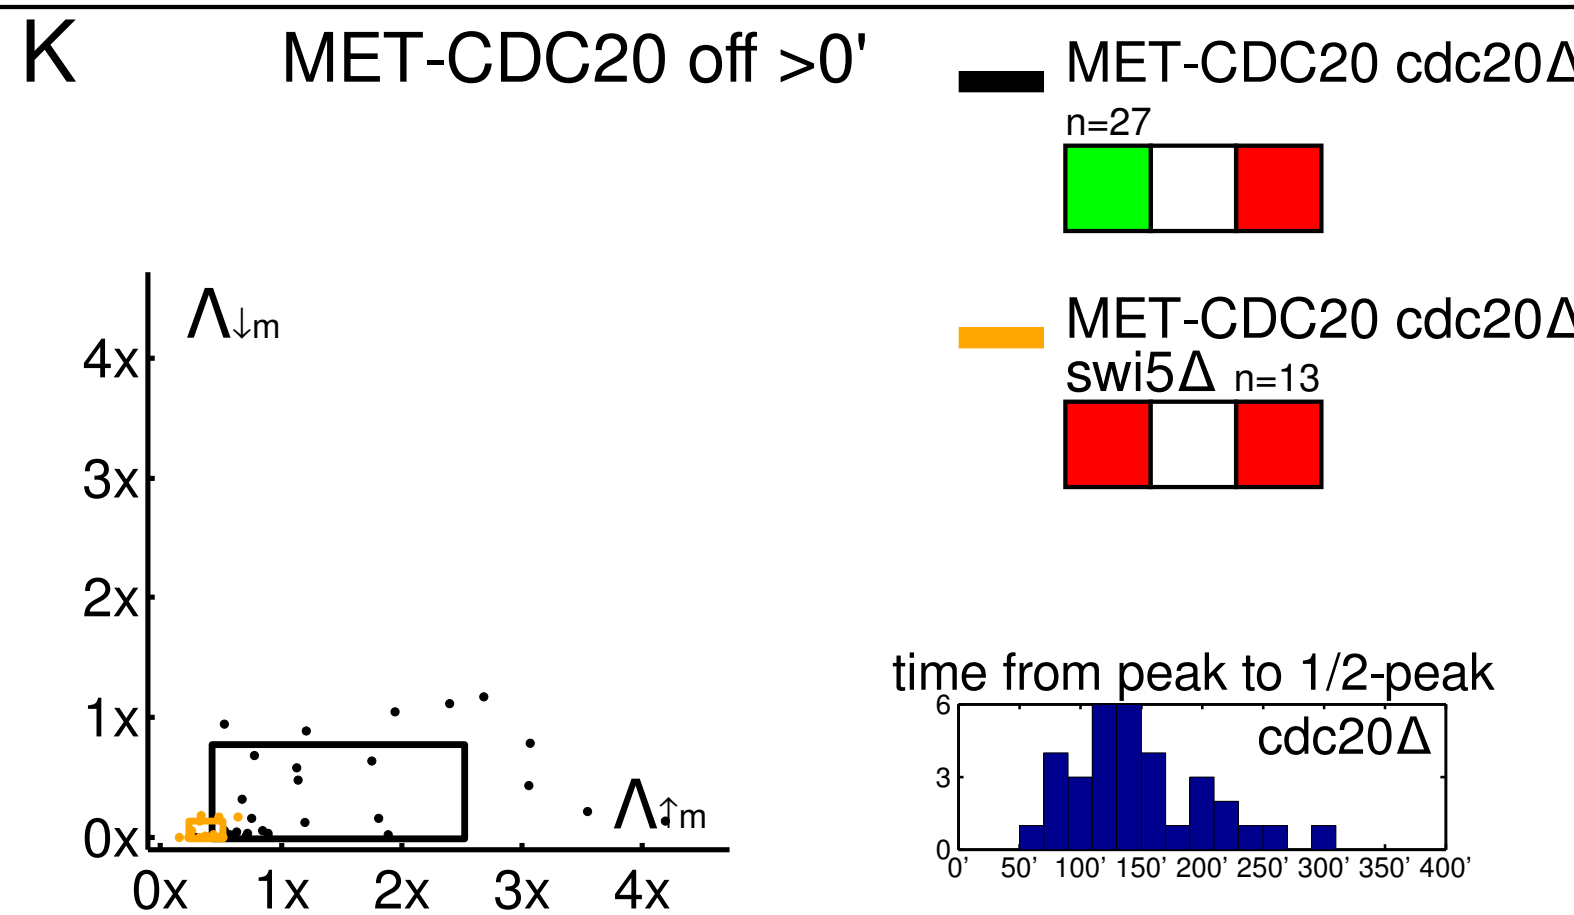 K
MET-CDC20 off >0'
MET-CDC20 cdc20Δ
n=27
MET-CDC20 cdc20Δ
swi5Δ n=13
Λ↓m
4x
3x
2x
1x
0x
Λ↑m
0x 1x 2x 3x 4x
time from peak to 1/2-peak
cdc20Δ
6
3
0
0' 50' 100' 150' 200' 250' 300' 350' 400'